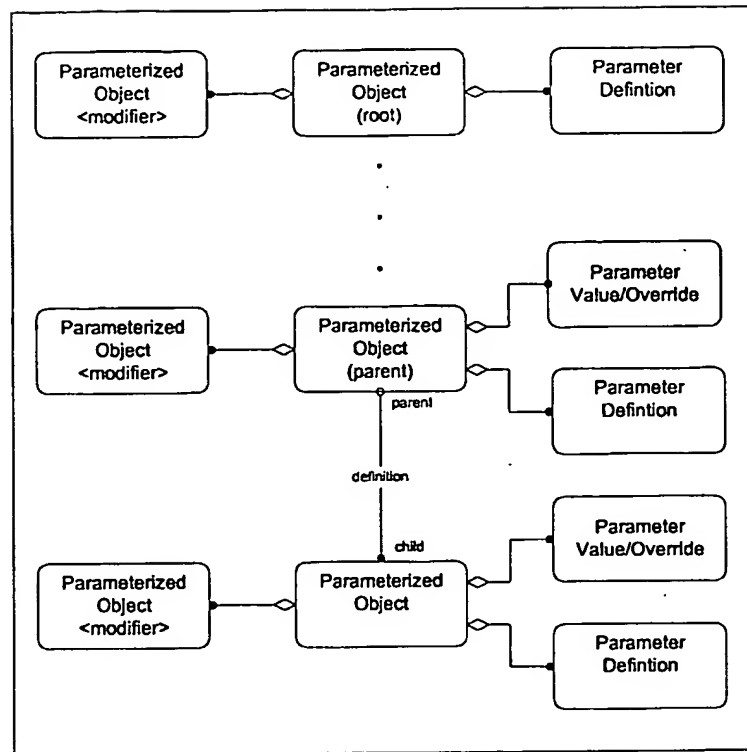 Parameterized
Object
<modifier>
Parameterized
Object
(root)
Parameter
Defintion
Parameterized
Object
<modifier>
Parameterized
Object
(parent)
Parameter
Value/Override
Parameter
Defintion
parent
definition
child
Parameterized
Object
<modifier>
Parameterized
Object
Parameter
Value/Override
Parameter
Defintion